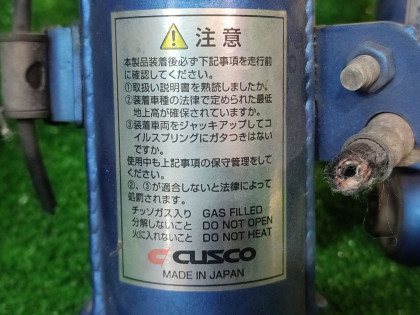 注意
本製品装着後必ず下記事項を走行前
に確認してください。
①取扱い説明書を熟読しましたか。
②装着車種の法律で定められた最低
地上高が確保されていますか。
③装着車両をジャッキアップしてコ
イルスプリングにガタつきはない
ですか。
使用中も上記事項の保守管理をしてく
ださい。
②、③が適合しないと法律によって
処罰されます。
チッソガス入り GAS FILLED
分解しないこと DO NOT OPEN
火に入れないこと DO NOT HEAT
CUSCO
MADE IN JAPAN